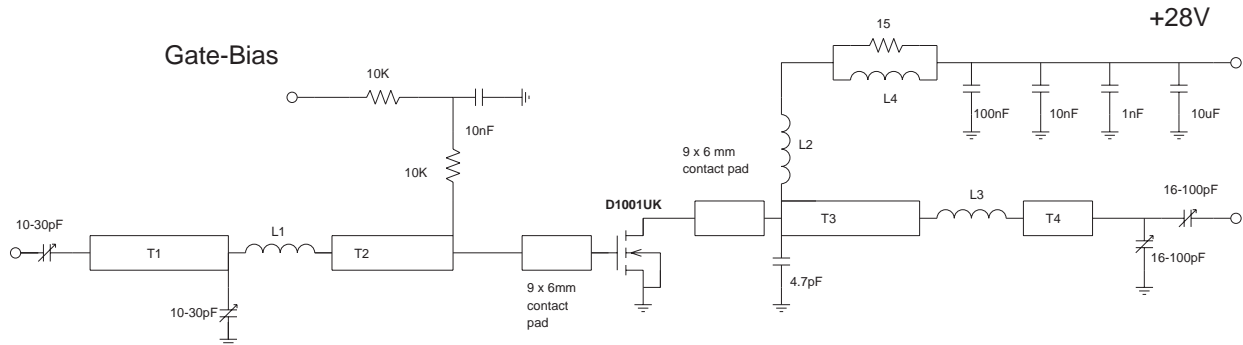 +28V
15
Gate-Bias
10K
L4
100nF
10nF
1nF
10uF
10nF
L2
9 x 6 mm
contact pad
10K
D1001UK
L3
16-100pF
10-30pF
L1
T1
T2
T3
T4
16-100pF
9 x 6mm
contact
pad
4.7pF
10-30pF